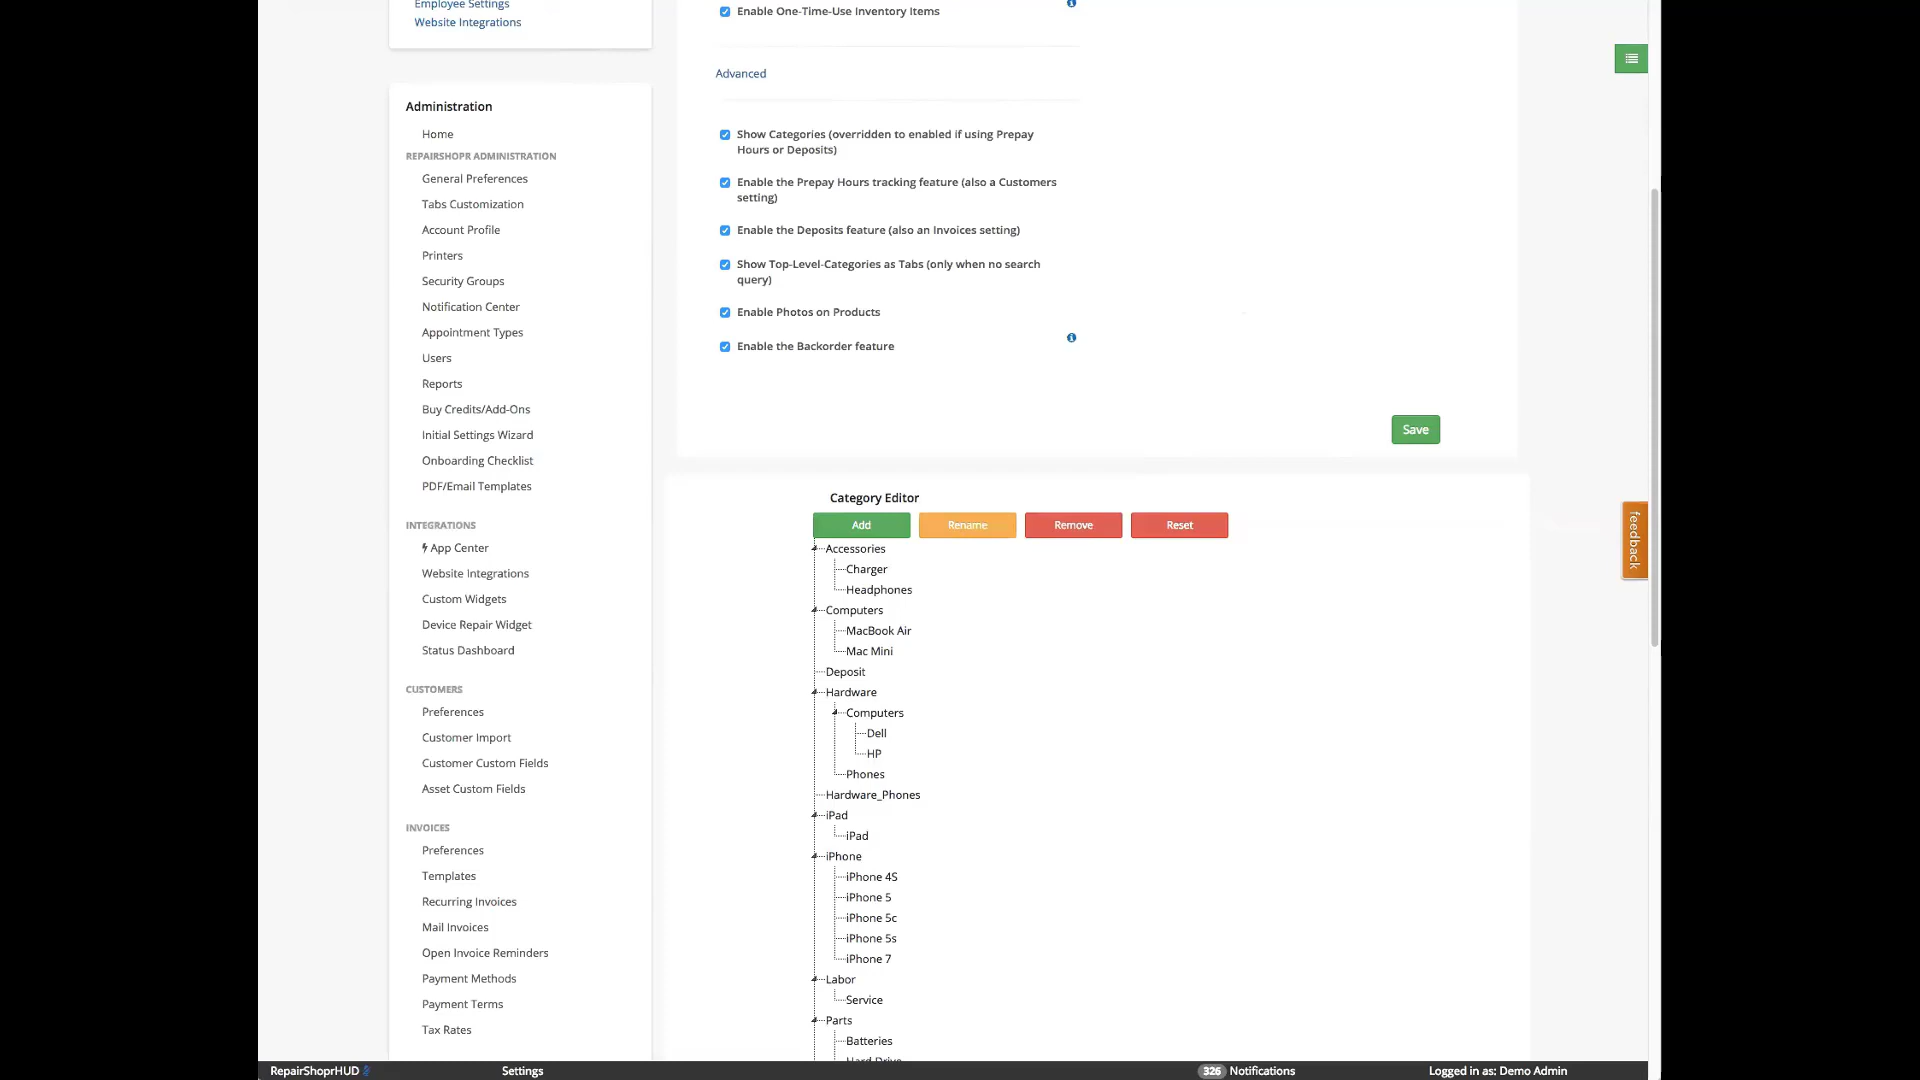 Employee Settings
Website Integrations
Administration
Home
REPAIRSHOPR ADMINISTRATION
General Preferences
Tabs Customization
Account Profile
Printers
Security Groups
Notification Center
Appointment Types
Users
Reports
Buy Credits/Add-Ons
Initial Settings Wizard
Onboarding Checklist
PDF/Email Templates
INTEGRATIONS
App Center
Website Integrations
Custom Widgets
Device Repair Widget
Status Dashboard
CUSTOMERS
Preferences
Customer Import
Customer Custom Fields
Asset Custom Fields
INVOICES
Preferences
Templates
Recurring Invoices
Mail Invoices
Open Invoice Reminders
Payment Methods
Payment Terms
Tax Rates
Enable One-Time-Use Inventory Items
Advanced
Show Categories (overridden to enabled if using Prepay
Hours or Deposits)
Enable the Prepay Hours tracking feature (also a Customers
setting)
Enable the Deposits feature (also an Invoices setting)
Show Top-Level-Categories as Tabs (only when no search
query)
Enable Photos on Products
Enable the Backorder feature
Save
Category Editor
Add Rename Remove Reset
Accessories
Charger
Headphones
Computers
MacBook Air
Mac Mini
Deposit
Hardware
Computers
Dell
HP
Phones
Hardware_Phones
iPad
iPad
iPhone
iPhone 4S
iPhone 5
iPhone 5c
iPhone 5s
iPhone 7
Labor
Service
Parts
Batteries
Hard Drive
feedback
RepairShoprHUD Settings 326 Notifications Logged in as: Demo Admin